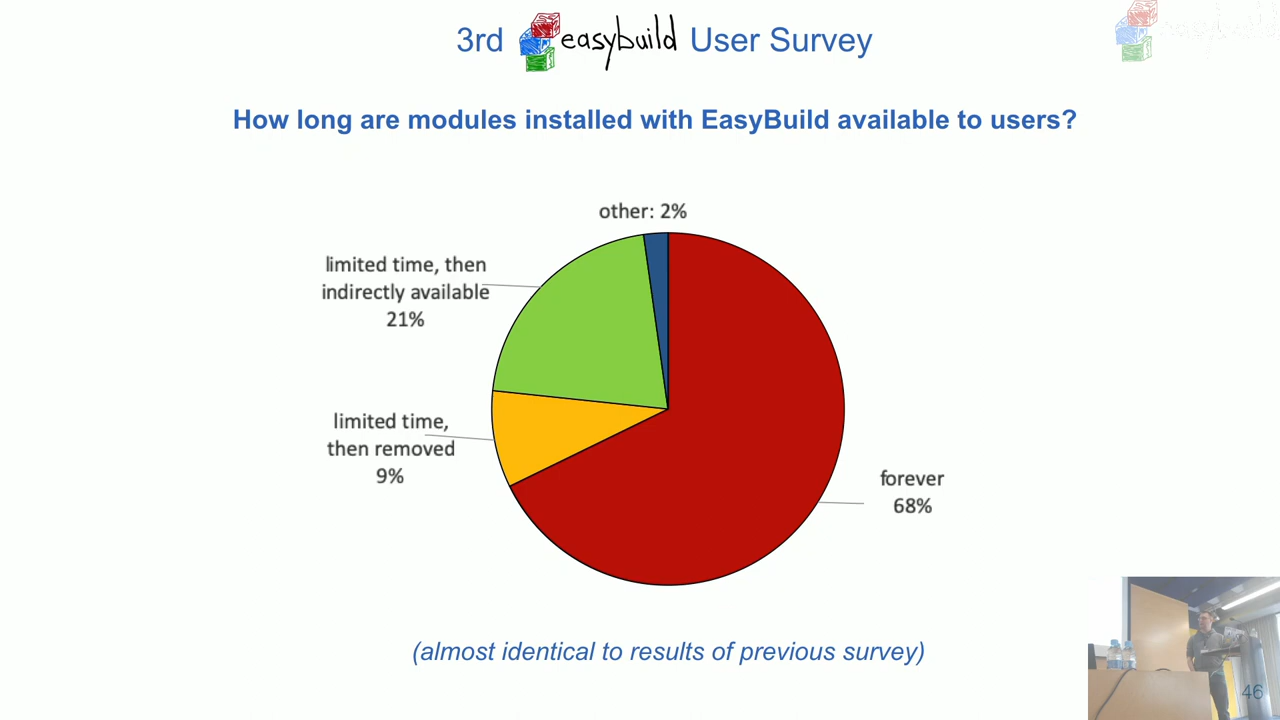 3rd easybuild User Survey
How long are modules installed with EasyBuild available to users?
other: 2%
limited time, then
indirectly available
21%
limited time,
then removed
9%
forever
68%
(almost identical to results of previous survey)
46